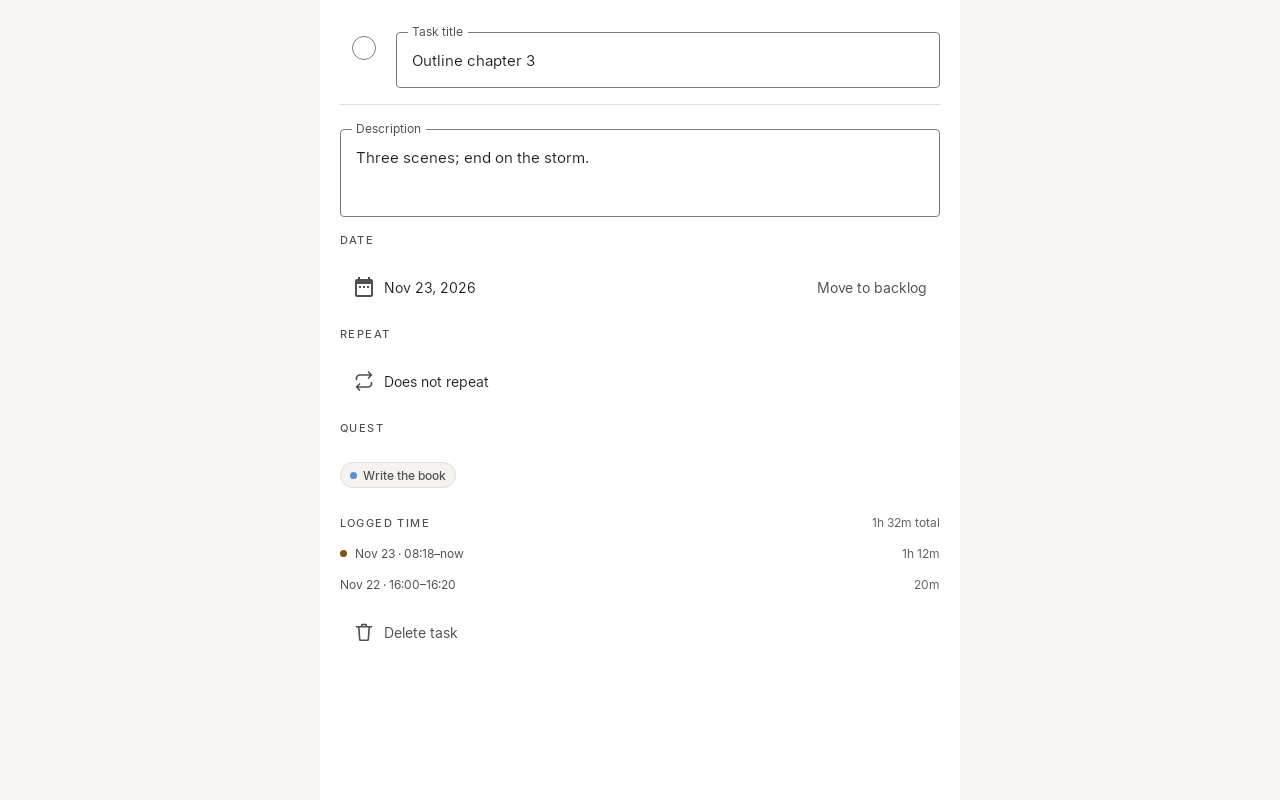 Task title
Outline chapter 3
Description
Three scenes; end on the storm.
DATE
Nov 23, 2026
Move to backlog
REPEAT
Does not repeat
QUEST
Write the book
LOGGED TIME
1h 32m total
Nov 23 · 08:18–now
1h 12m
Nov 22 · 16:00–16:20
20m
Delete task